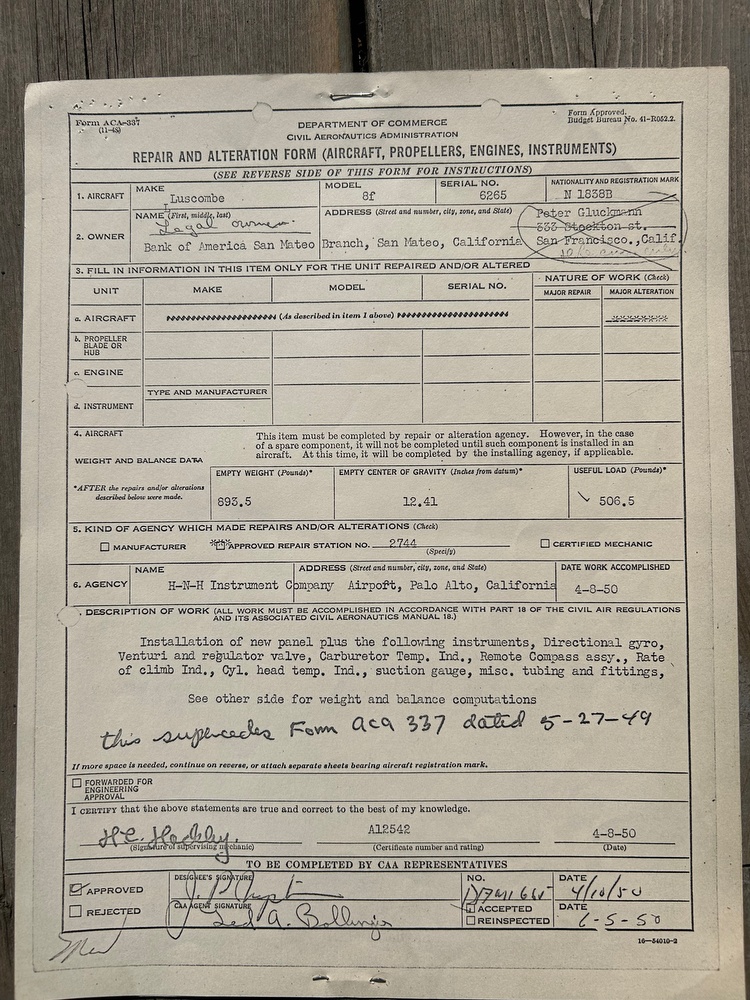 Form ACA-337
(11-48)
Form Approved.
Budget Bureau No. 41-R052.2.
DEPARTMENT OF COMMERCE
CIVIL AERONAUTICS ADMINISTRATION
REPAIR AND ALTERATION FORM (AIRCRAFT, PROPELLERS, ENGINES, INSTRUMENTS)
(SEE REVERSE SIDE OF THIS FORM FOR INSTRUCTIONS)
1. AIRCRAFT
MAKE
Luscombe
MODEL
8f
SERIAL NO.
6265
NATIONALITY AND REGISTRATION MARK
N 1838B
2. OWNER
NAME (First, middle, last)
Legal owner
Bank of America San Mateo Branch, San Mateo, California
ADDRESS (Street and number, city, zone, and State)
Peter Gluckmann
333 Stockton st.
San Francisco.,Calif.
3. FILL IN INFORMATION IN THIS ITEM ONLY FOR THE UNIT REPAIRED AND/OR ALTERED
UNIT
MAKE
MODEL
SERIAL NO.
NATURE OF WORK (Check)
MAJOR REPAIR
MAJOR ALTERATION
a. AIRCRAFT
(As described in item 1 above)
b. PROPELLER BLADE OR HUB
c. ENGINE
d. INSTRUMENT
TYPE AND MANUFACTURER
4. AIRCRAFT
WEIGHT AND BALANCE DATA
This item must be completed by repair or alteration agency. However, in the case
of a spare component, it will not be completed until such component is installed in an
aircraft. At this time, it will be completed by the installing agency, if applicable.
*AFTER the repairs and/or alterations
described below were made.
EMPTY WEIGHT (Pounds)*
893.5
EMPTY CENTER OF GRAVITY (Inches from datum)*
12.41
USEFUL LOAD (Pounds)*
506.5
5. KIND OF AGENCY WHICH MADE REPAIRS AND/OR ALTERATIONS (Check)
MANUFACTURER
APPROVED REPAIR STATION NO. 2744
(Specify)
CERTIFIED MECHANIC
6. AGENCY
NAME
H-N-H Instrument Company
ADDRESS (Street and number, city, zone, and State)
Airpoft, Palo Alto, California
DATE WORK ACCOMPLISHED
4-8-50
. DESCRIPTION OF WORK (ALL WORK MUST BE ACCOMPLISHED IN ACCORDANCE WITH PART 18 OF THE CIVIL AIR REGULATIONS
AND ITS ASSOCIATED CIVIL AERONAUTICS MANUAL 18.)
Installation of new panel plus the following instruments, Directional gyro,
Venturi and regulator valve, Carburetor Temp. Ind., Remote Compass assy., Rate
of climb Ind., Cyl. head temp. Ind., suction gauge, misc. tubing and fittings,
See other side for weight and balance computations
this supercedes Form aca 337 dated 5-27-49
If more space is needed, continue on reverse, or attach separate sheets bearing aircraft registration mark.
FORWARDED FOR
ENGINEERING
APPROVAL
I CERTIFY that the above statements are true and correct to the best of my knowledge.
(Signature of supervising mechanic)
A12542
(Certificate number and rating)
4-8-50
(Date)
TO BE COMPLETED BY CAA REPRESENTATIVES
APPROVED
REJECTED
DESIGNEE'S SIGNATURE
NO.
DATE
4/10/50
CAA AGENT SIGNATURE
Ted A. Bollinger
ACCEPTED
REINSPECTED
DATE
6-5-50
16-54010-2